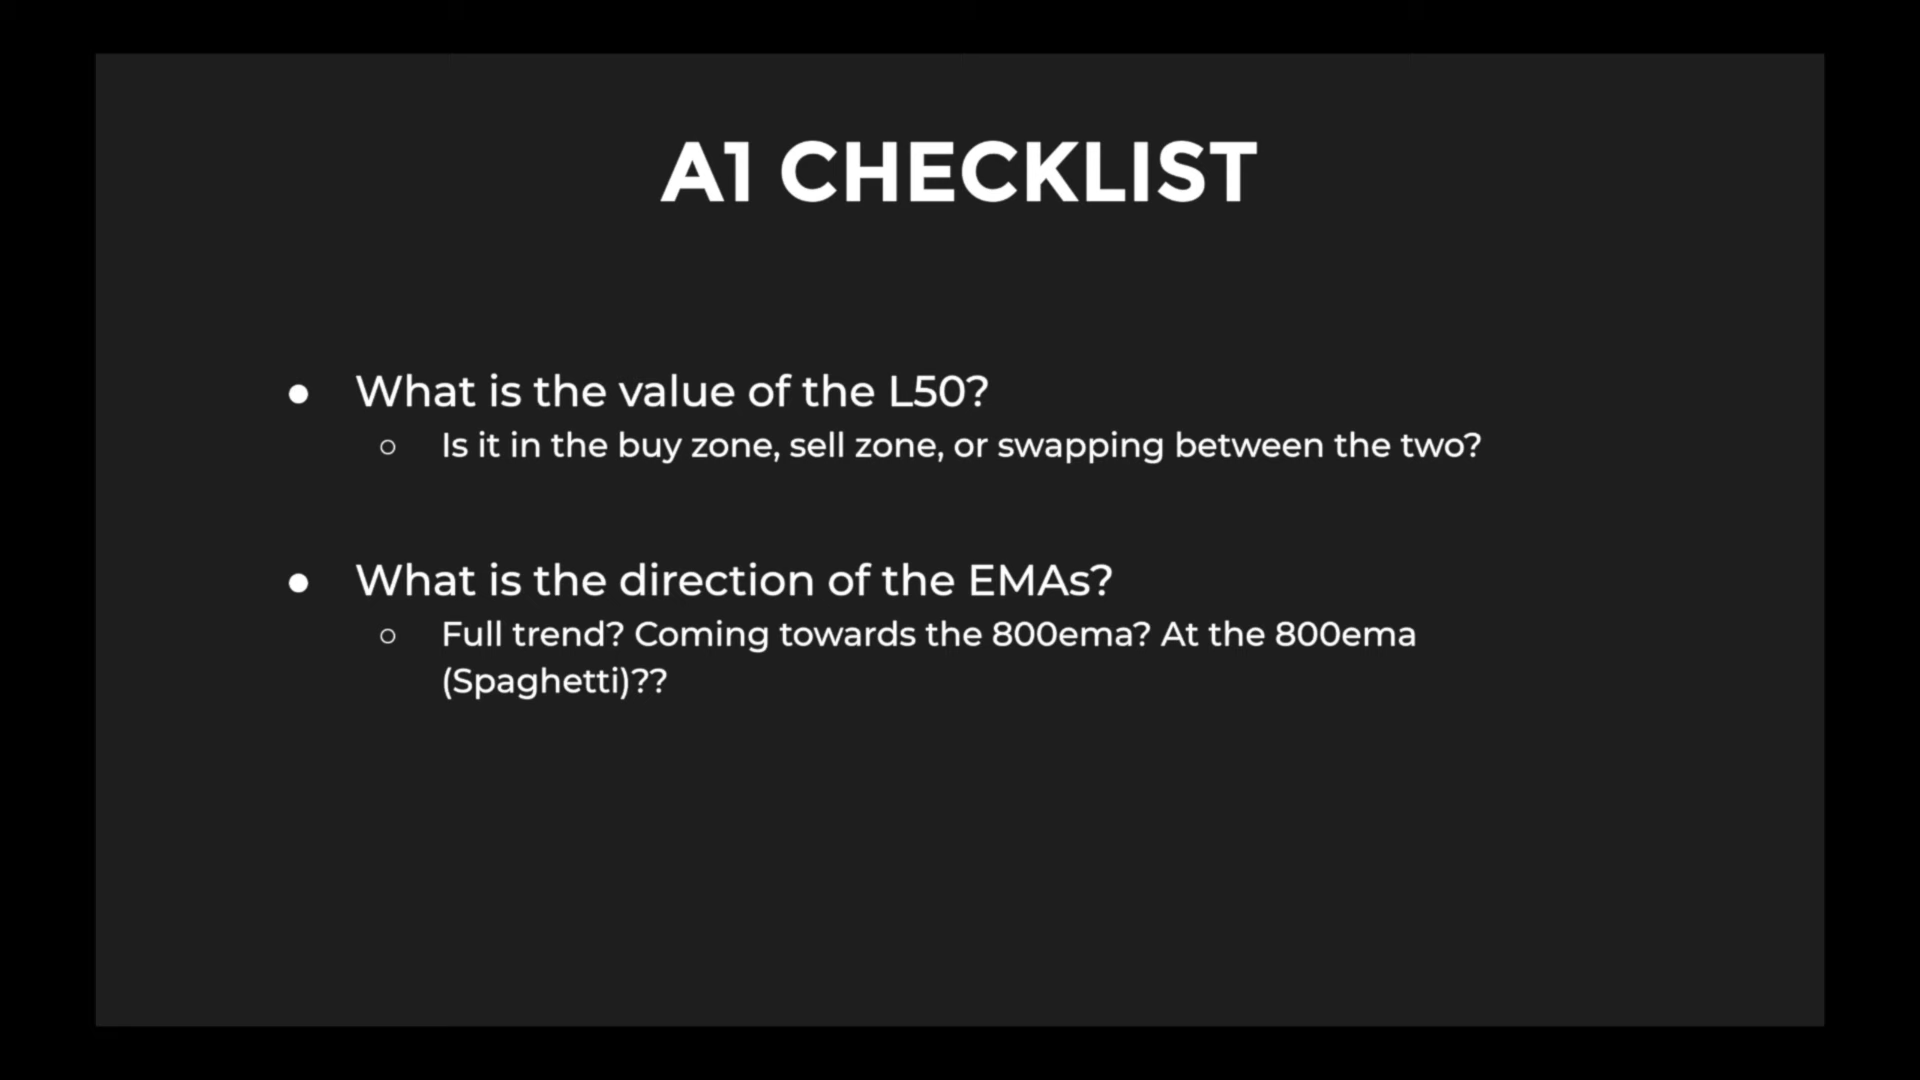 A1 CHECKLIST
● What is the value of the L50?
○ Is it in the buy zone, sell zone, or swapping between the two?
● What is the direction of the EMAs?
○ Full trend? Coming towards the 800ema? At the 800ema
(Spaghetti)??